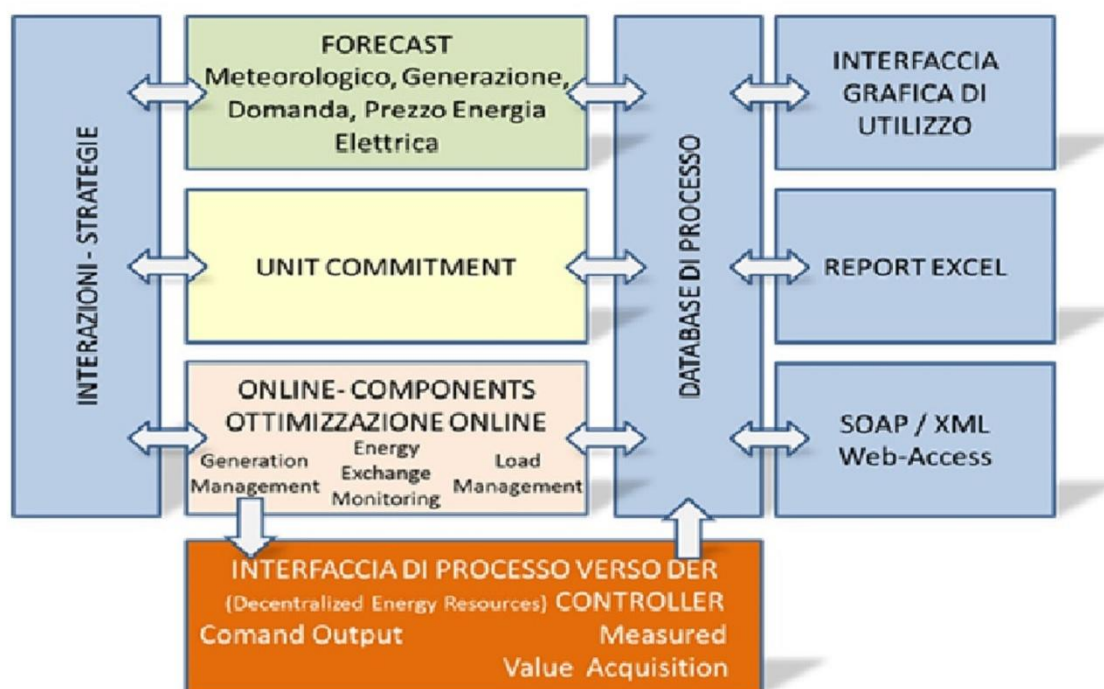 INTERAZIONI - STRATEGIE
FORECAST
Meteorologico, Generazione,
Domanda, Prezzo Energia
Elettrica
UNIT COMMITMENT
ONLINE- COMPONENTS
OTTIMIZZAZIONE ONLINE
Generation
Management
Energy
Exchange
Monitoring
Load
Management
DATABASE DI PROCESSO
INTERFACCIA
GRAFICA DI
UTILIZZO
REPORT EXCEL
SOAP / XML
Web-Access
INTERFACCIA DI PROCESSO VERSO DER
(Decentralized Energy Resources) CONTROLLER
Comand Output
Measured
Value Acquisition